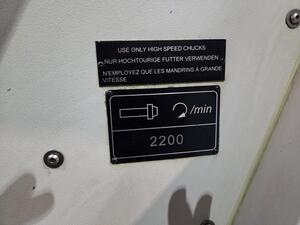 USE ONLY HIGH SPEED CHUCKS
NUR HOCHTOURIGE FUTTER VERWENDEN
N'EMPLOYEZ QUE LES MANDRINS A GRANDE
VITESSE
/min
2200